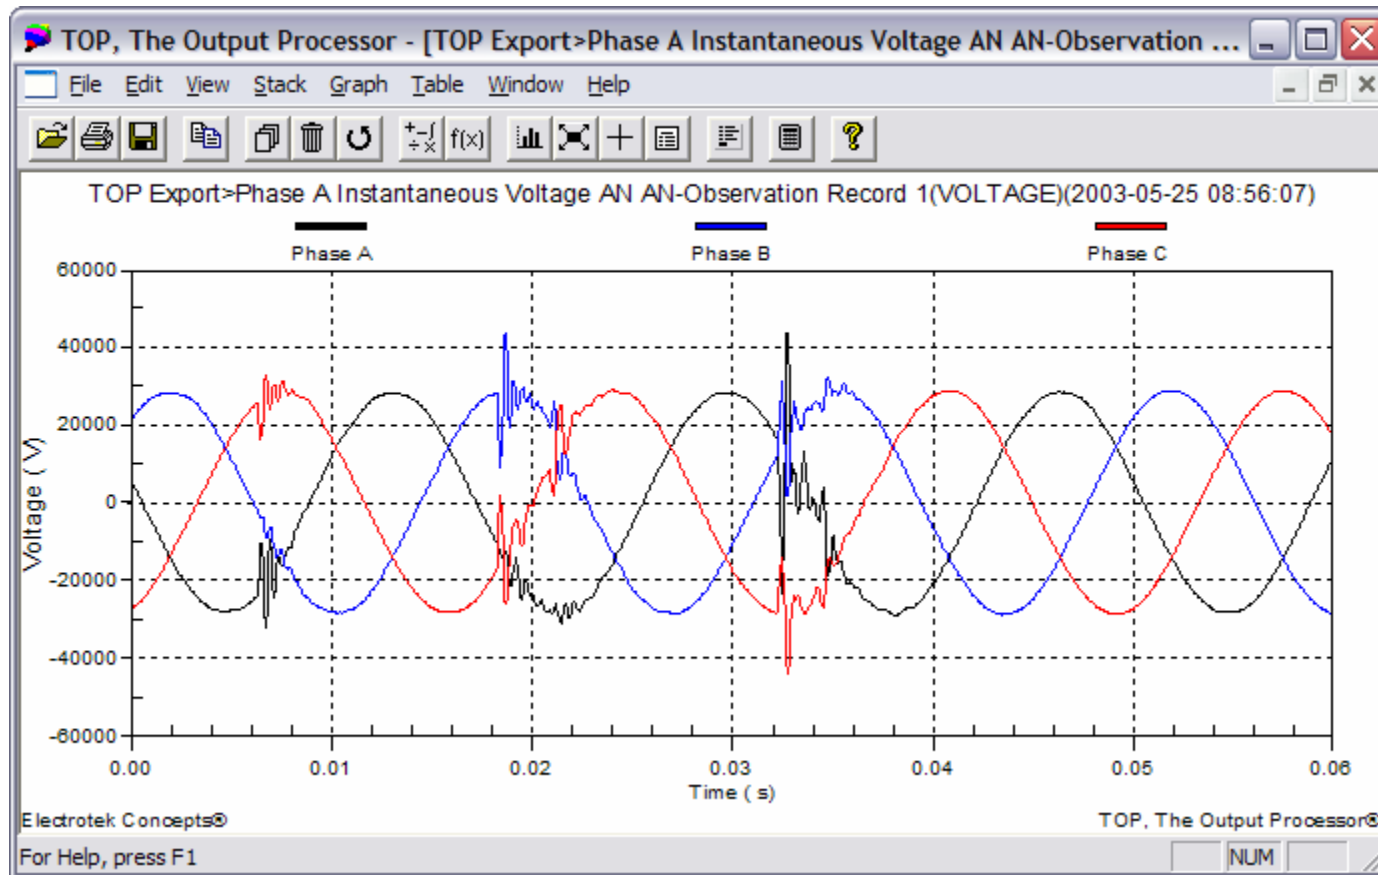 TOP, The Output Processor - [TOP Export>Phase A Instantaneous Voltage AN AN-Observation ...
File Edit View Stack Graph Table Window Help
f(x)
TOP Export>Phase A Instantaneous Voltage AN AN-Observation Record 1(VOLTAGE)(2003-05-25 08:56:07)
Phase A Phase B Phase C
60000
40000
20000
0
-20000
-40000
-60000
Voltage ( V)
0.00 0.01 0.02 0.03 0.04 0.05 0.06
Time ( s)
Electrotek Concepts® TOP, The Output Processor®
For Help, press F1 NUM